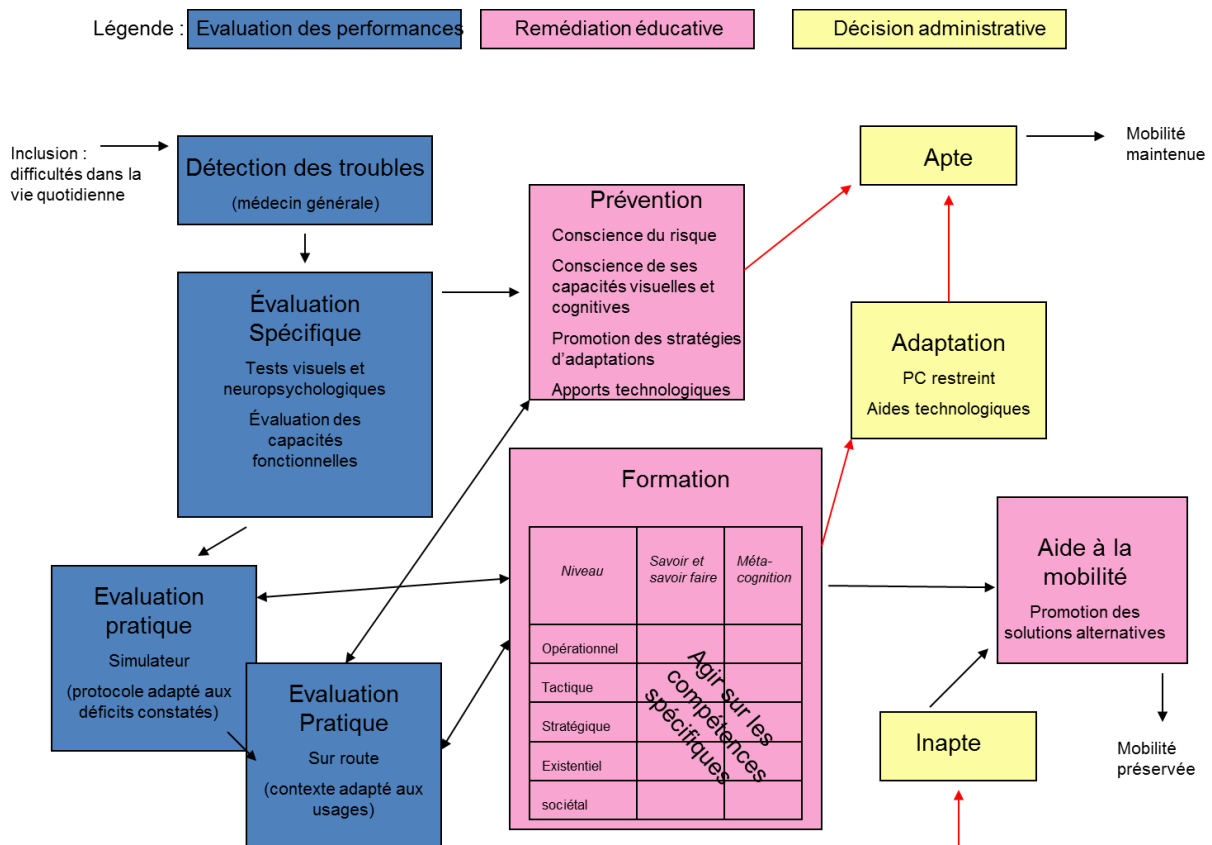 Légende :
Evaluation des performances
Remédiation éducative
Décision administrative
Inclusion :
difficultés dans la
vie quotidienne
Détection des troubles
(médecin générale)
Évaluation
Spécifique
Tests visuels et
neuropsychologiques
Évaluation des
capacités
fonctionnelles
Evaluation
pratique
Simulateur
(protocole adapté aux
déficits constatés)
Evaluation
Pratique
Sur route
(contexte adapté aux
usages)
Prévention
Conscience du risque
Conscience de ses
capacités visuelles et
cognitives
Promotion des stratégies
d’adaptations
Apports technologiques
Formation
Niveau
Savoir et
savoir faire
Méta-
cognition
Opérationnel
Tactique
Stratégique
Existentiel
sociétal
Agir sur les
compétences
spécifiques
Apte
Mobilité
maintenue
Adaptation
PC restreint
Aides technologiques
Aide à la
mobilité
Promotion des
solutions alternatives
Inapte
Mobilité
préservée